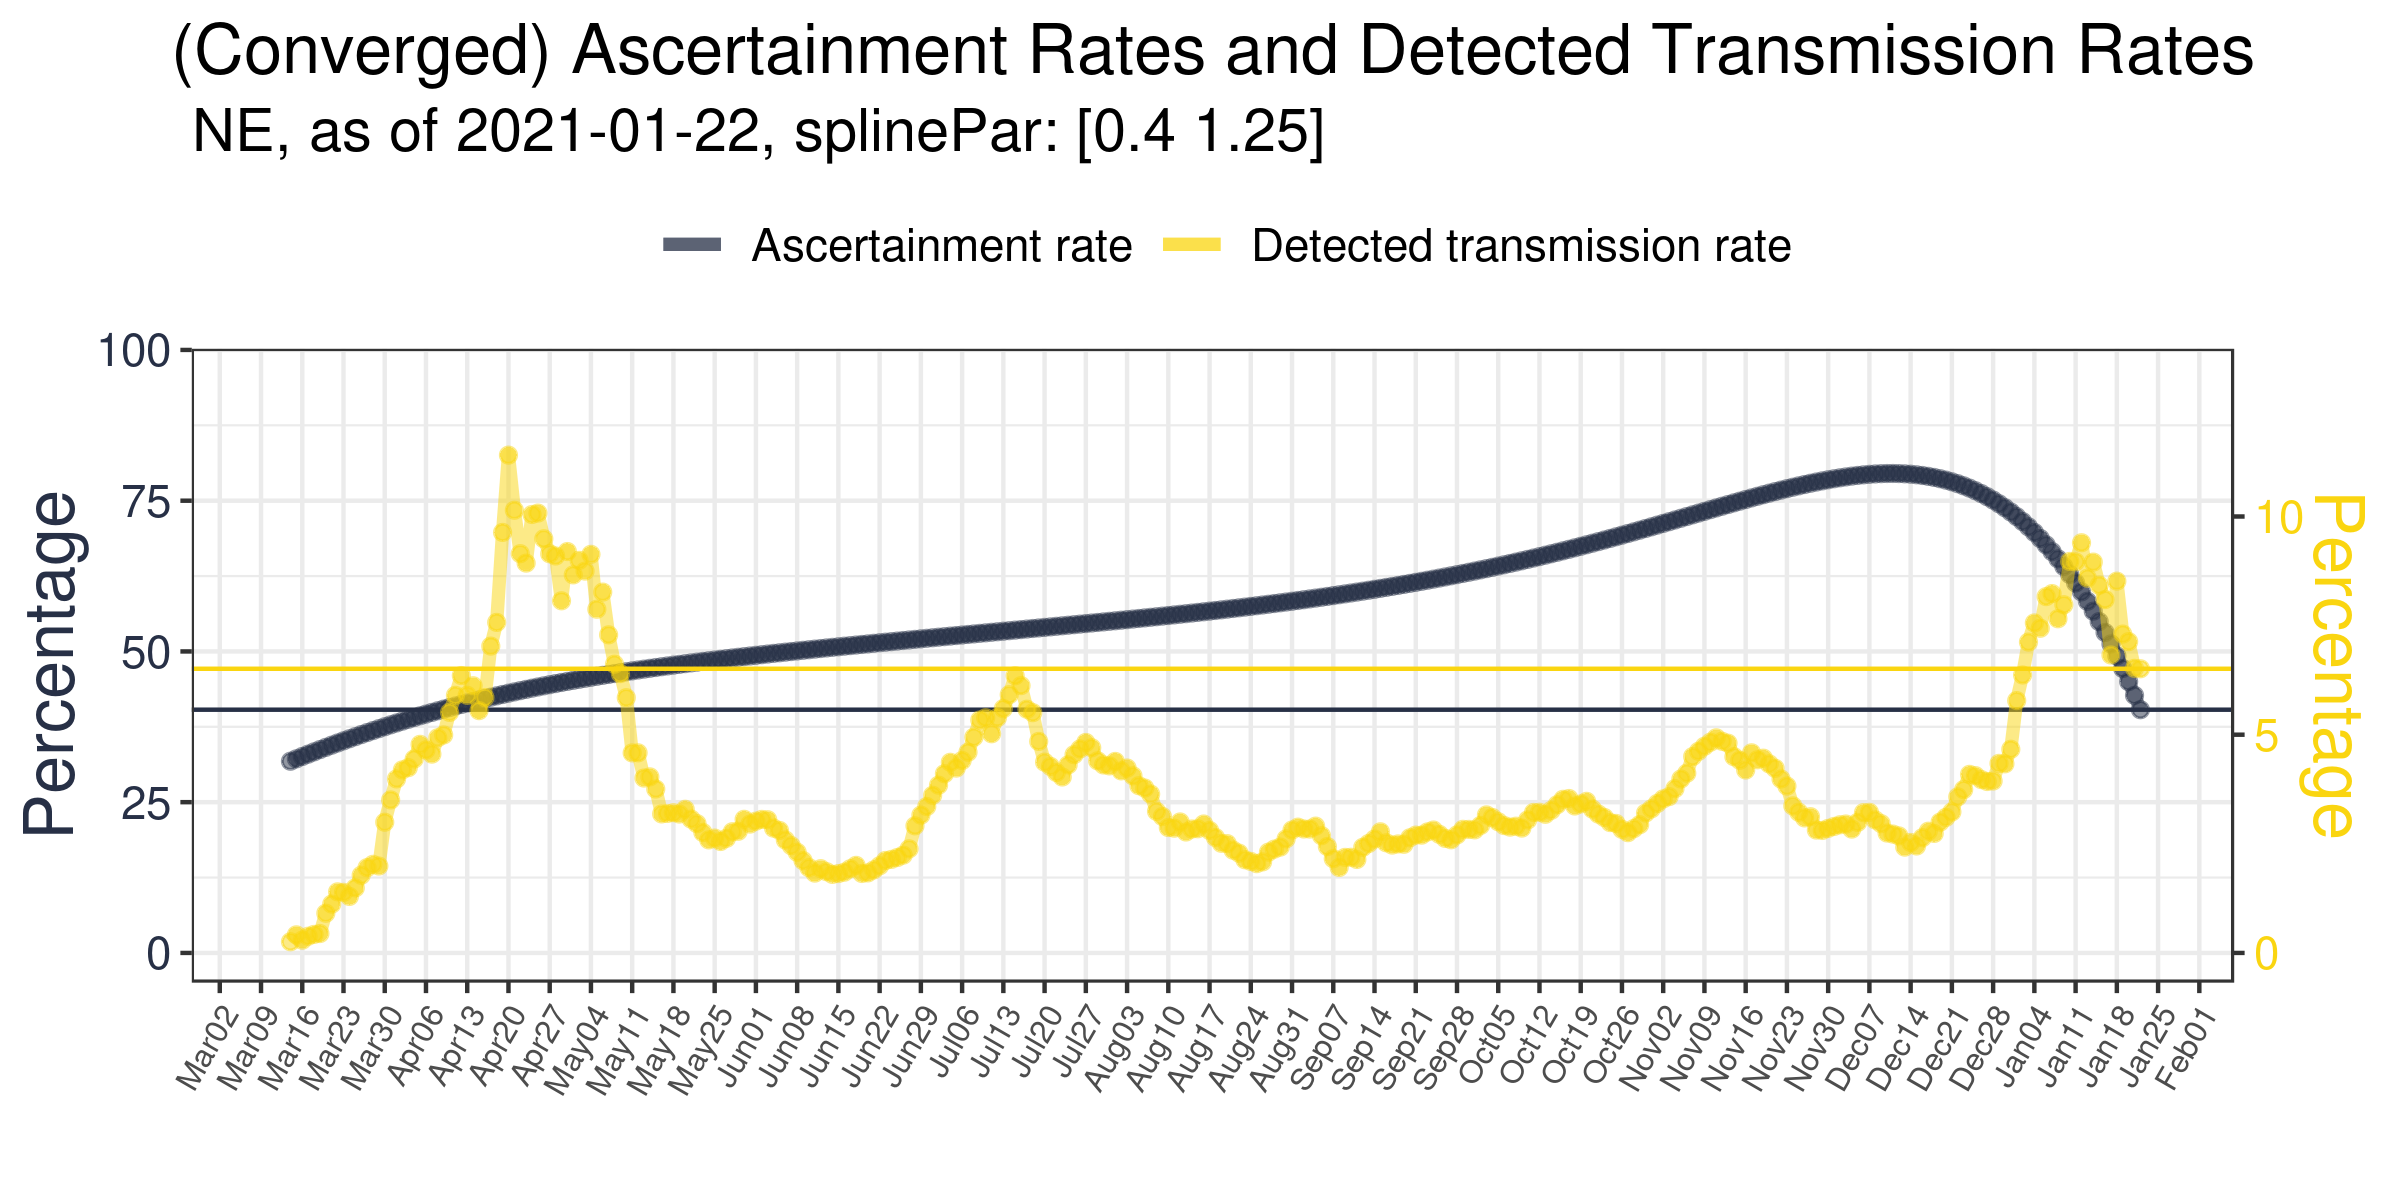 (Converged) Ascertainment Rates and Detected Transmission Rates
NE, as of 2021-01-22, splinePar: [0.4 1.25]
Ascertainment rate
Detected transmission rate
Percentage
100
75
50
25
0
10
5
0
Percentage
Mar02
Mar09
Mar16
Mar23
Mar30
Apr06
Apr13
Apr20
Apr27
May04
May11
May18
May25
Jun01
Jun08
Jun15
Jun22
Jun29
Jul06
Jul13
Jul20
Jul27
Aug03
Aug10
Aug17
Aug24
Aug31
Sep07
Sep14
Sep21
Sep28
Oct05
Oct12
Oct19
Oct26
Nov02
Nov09
Nov16
Nov23
Nov30
Dec07
Dec14
Dec21
Dec28
Jan04
Jan11
Jan18
Jan25
Feb01